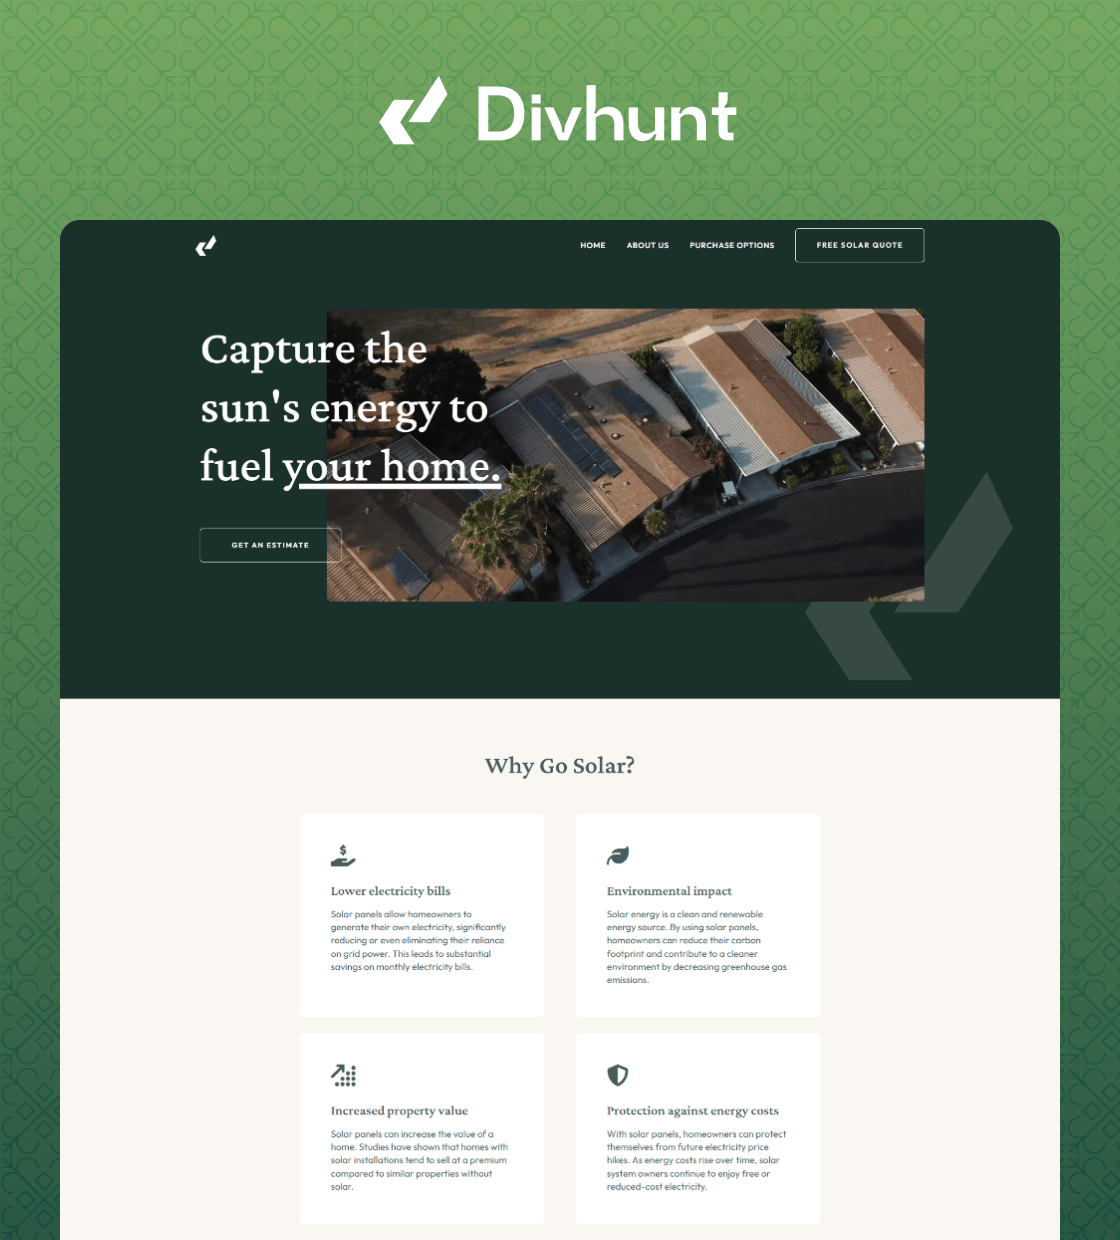 Divhunt
HOME ABOUT US PURCHASE OPTIONS FREE SOLAR QUOTE
Capture the
sun's energy to
fuel your home.
GET AN ESTIMATE
Why Go Solar?
$
Lower electricity bills
Solar panels allow homeowners to
generate their own electricity, significantly
reducing or even eliminating their reliance
on grid power. This leads to substantial
savings on monthly electricity bills.
Environmental impact
Solar energy is a clean and renewable
energy source. By using solar panels,
homeowners can reduce their carbon
footprint and contribute to a cleaner
environment by decreasing greenhouse gas
emissions.
Increased property value
Solar panels can increase the value of a
home. Studies have shown that homes with
solar installations tend to sell at a premium
compared to similar properties without
solar.
Protection against energy costs
With solar panels, homeowners can protect
themselves from future electricity price
hikes. As energy costs rise over time, solar
system owners continue to enjoy free or
reduced-cost electricity.